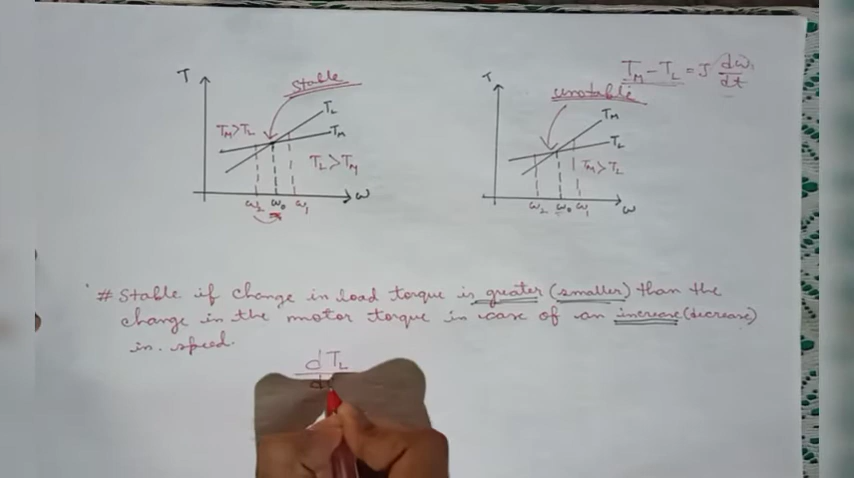 T_M - T_L = J dω/dt
T
stable
T_L
T_M
T_M > T_L
T_L > T_M
ω₂ ω₀ ω₁
ω
T
unstable
T_M
T_L
T_M > T_L
ω₂ ω₀ ω₁
ω
# Stable if change in load torque is greater (smaller) than the
change in the motor torque in case of an increase (decrease)
in speed.
dT_L
d